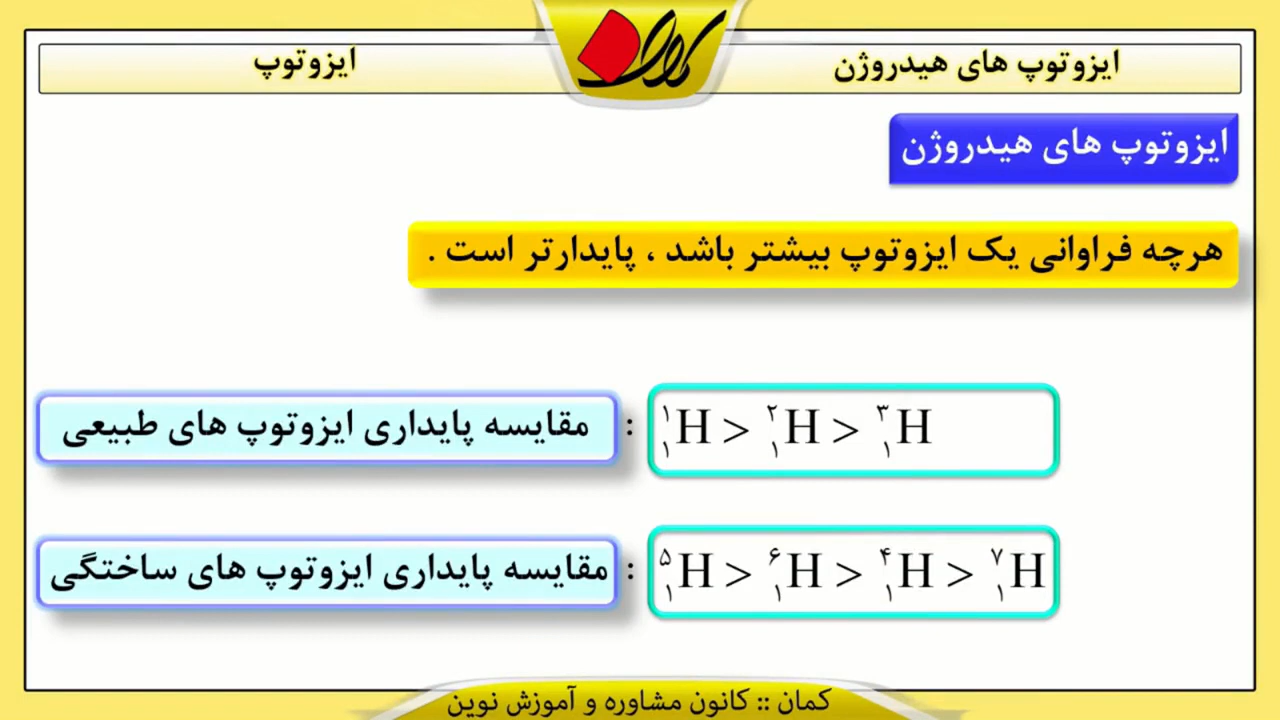 ایزوتوپ های هیدروژن
ایزوتوپ
کمان
ایزوتوپ های هیدروژن
هرچه فراوانی یک ایزوتوپ بیشتر باشد ، پایدارتر است .
مقایسه پایداری ایزوتوپ های طبیعی : ¹₁H > ²₁H > ³₁H
مقایسه پایداری ایزوتوپ های ساختگی : ⁵₁H > ⁶₁H > ⁴₁H > ⁷₁H
کمان :: کانون مشاوره و آموزش نوین